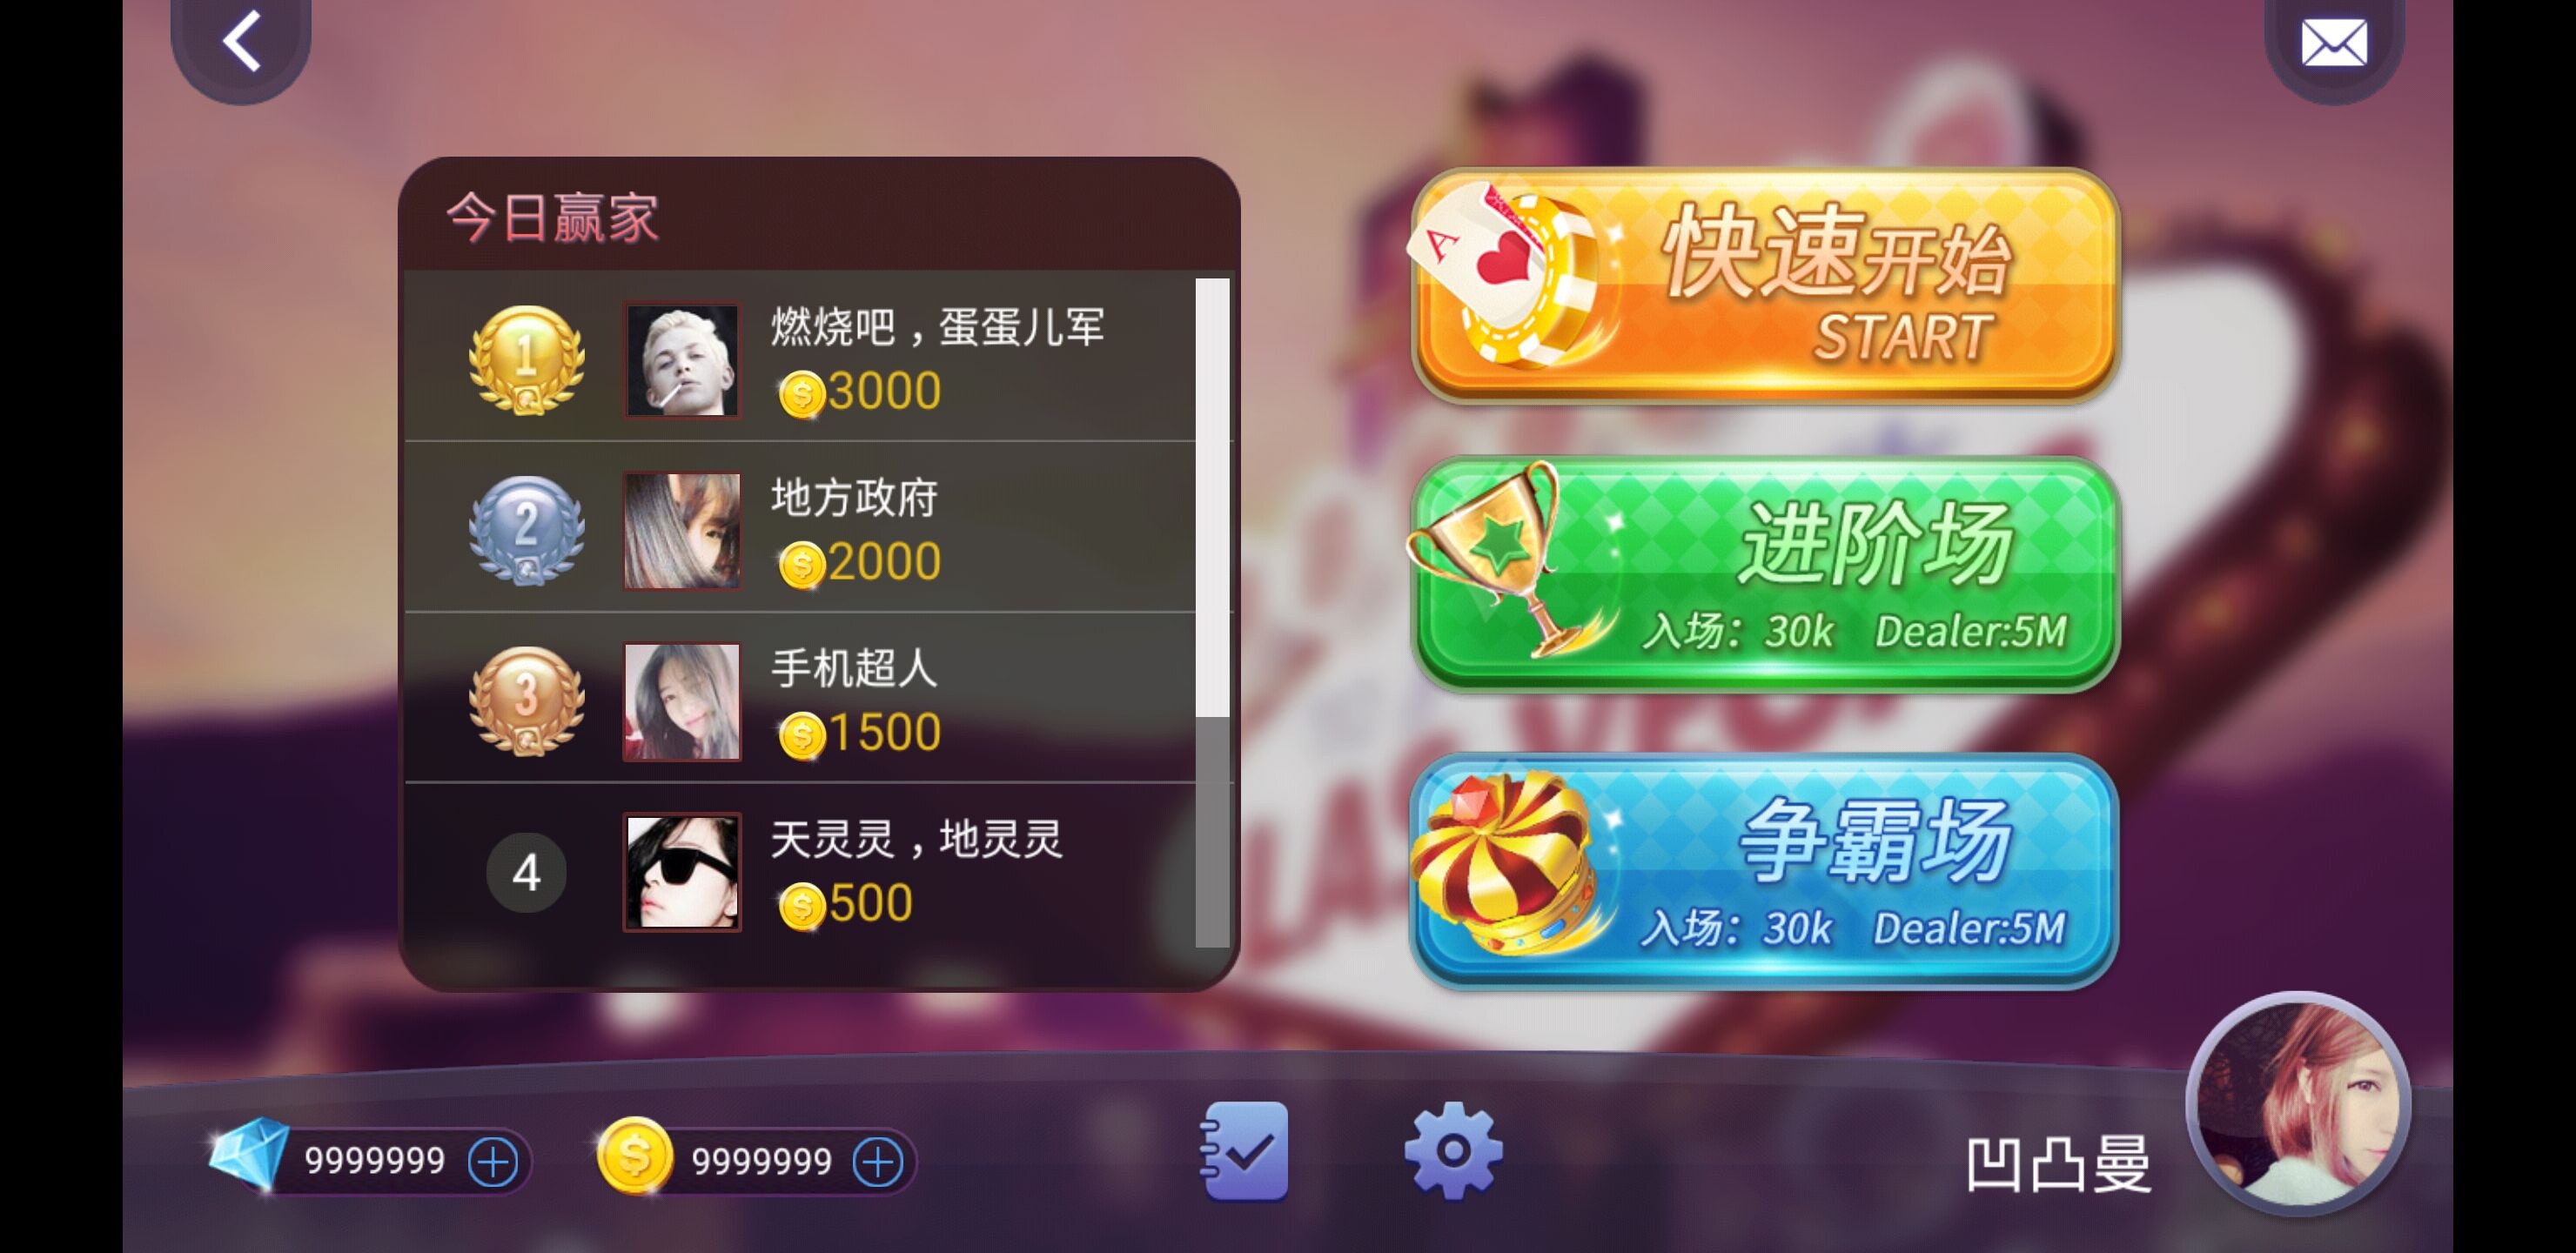 今日赢家
1
燃烧吧，蛋蛋儿军
3000
2
地方政府
2000
3
手机超人
1500
4
天灵灵，地灵灵
500
A
快速开始
START
进阶场
入场：30k Dealer:5M
争霸场
入场：30k Dealer:5M
9999999
9999999
凹凸曼